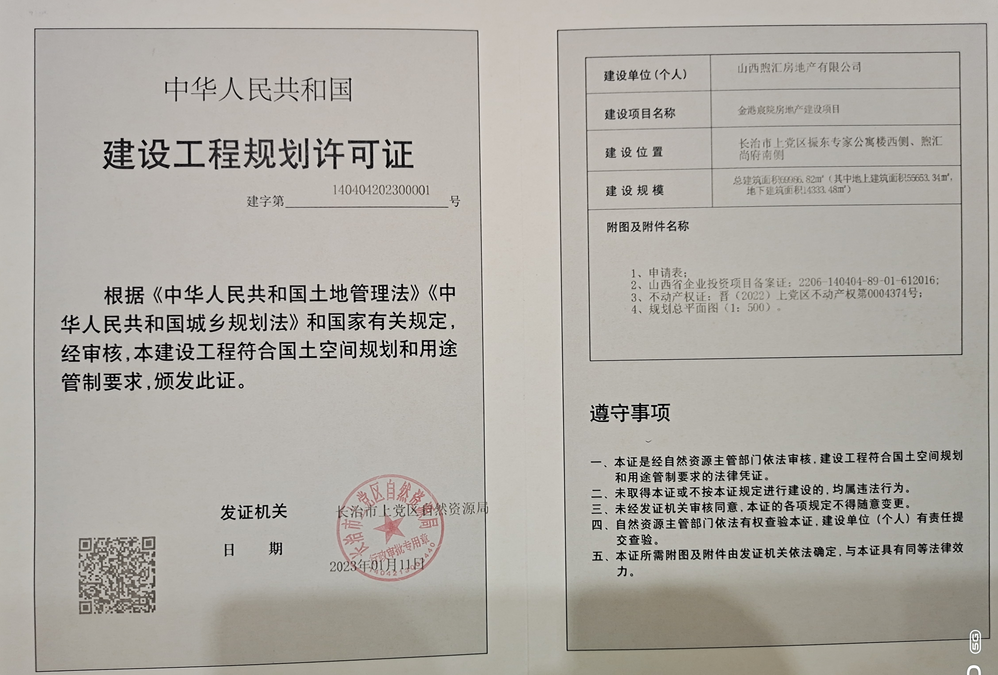 中华人民共和国
建设工程规划许可证
建字第 140404202300001 号
根据《中华人民共和国土地管理法》《中
华人民共和国城乡规划法》和国家有关规定,
经审核,本建设工程符合国土空间规划和用途
管制要求,颁发此证。
发证机关 长治市上党区自然资源局
日 期 2023年01月11日
长治市上党区自然资源局
行政审批专用章
建设单位(个人) 山西煦汇房地产有限公司
建设项目名称 金港宸院房地产建设项目
建设位置 长治市上党区振东专家公寓楼西侧、煦汇
尚府南侧
建设规模 总建筑面积69986.82㎡(其中地上建筑面积55653.34㎡,
地下建筑面积14333.48㎡)
附图及附件名称
1、申请表;
2、山西省企业投资项目备案证: 2206-140404-89-01-612016;
3、不动产权证: 晋(2022)上党区不动产权第0004374号;
4、规划总平面图(1: 500)。
遵守事项
一、本证是经自然资源主管部门依法审核,建设工程符合国土空间规划
和用途管制要求的法律凭证。
二、未取得本证或不按本证规定进行建设的,均属违法行为。
三、未经发证机关审核同意,本证的各项规定不得随意变更。
四、自然资源主管部门依法有权查验本证,建设单位(个人)有责任提
交查验。
五、本证所需附图及附件由发证机关依法确定,与本证具有同等法律效
力。
5G